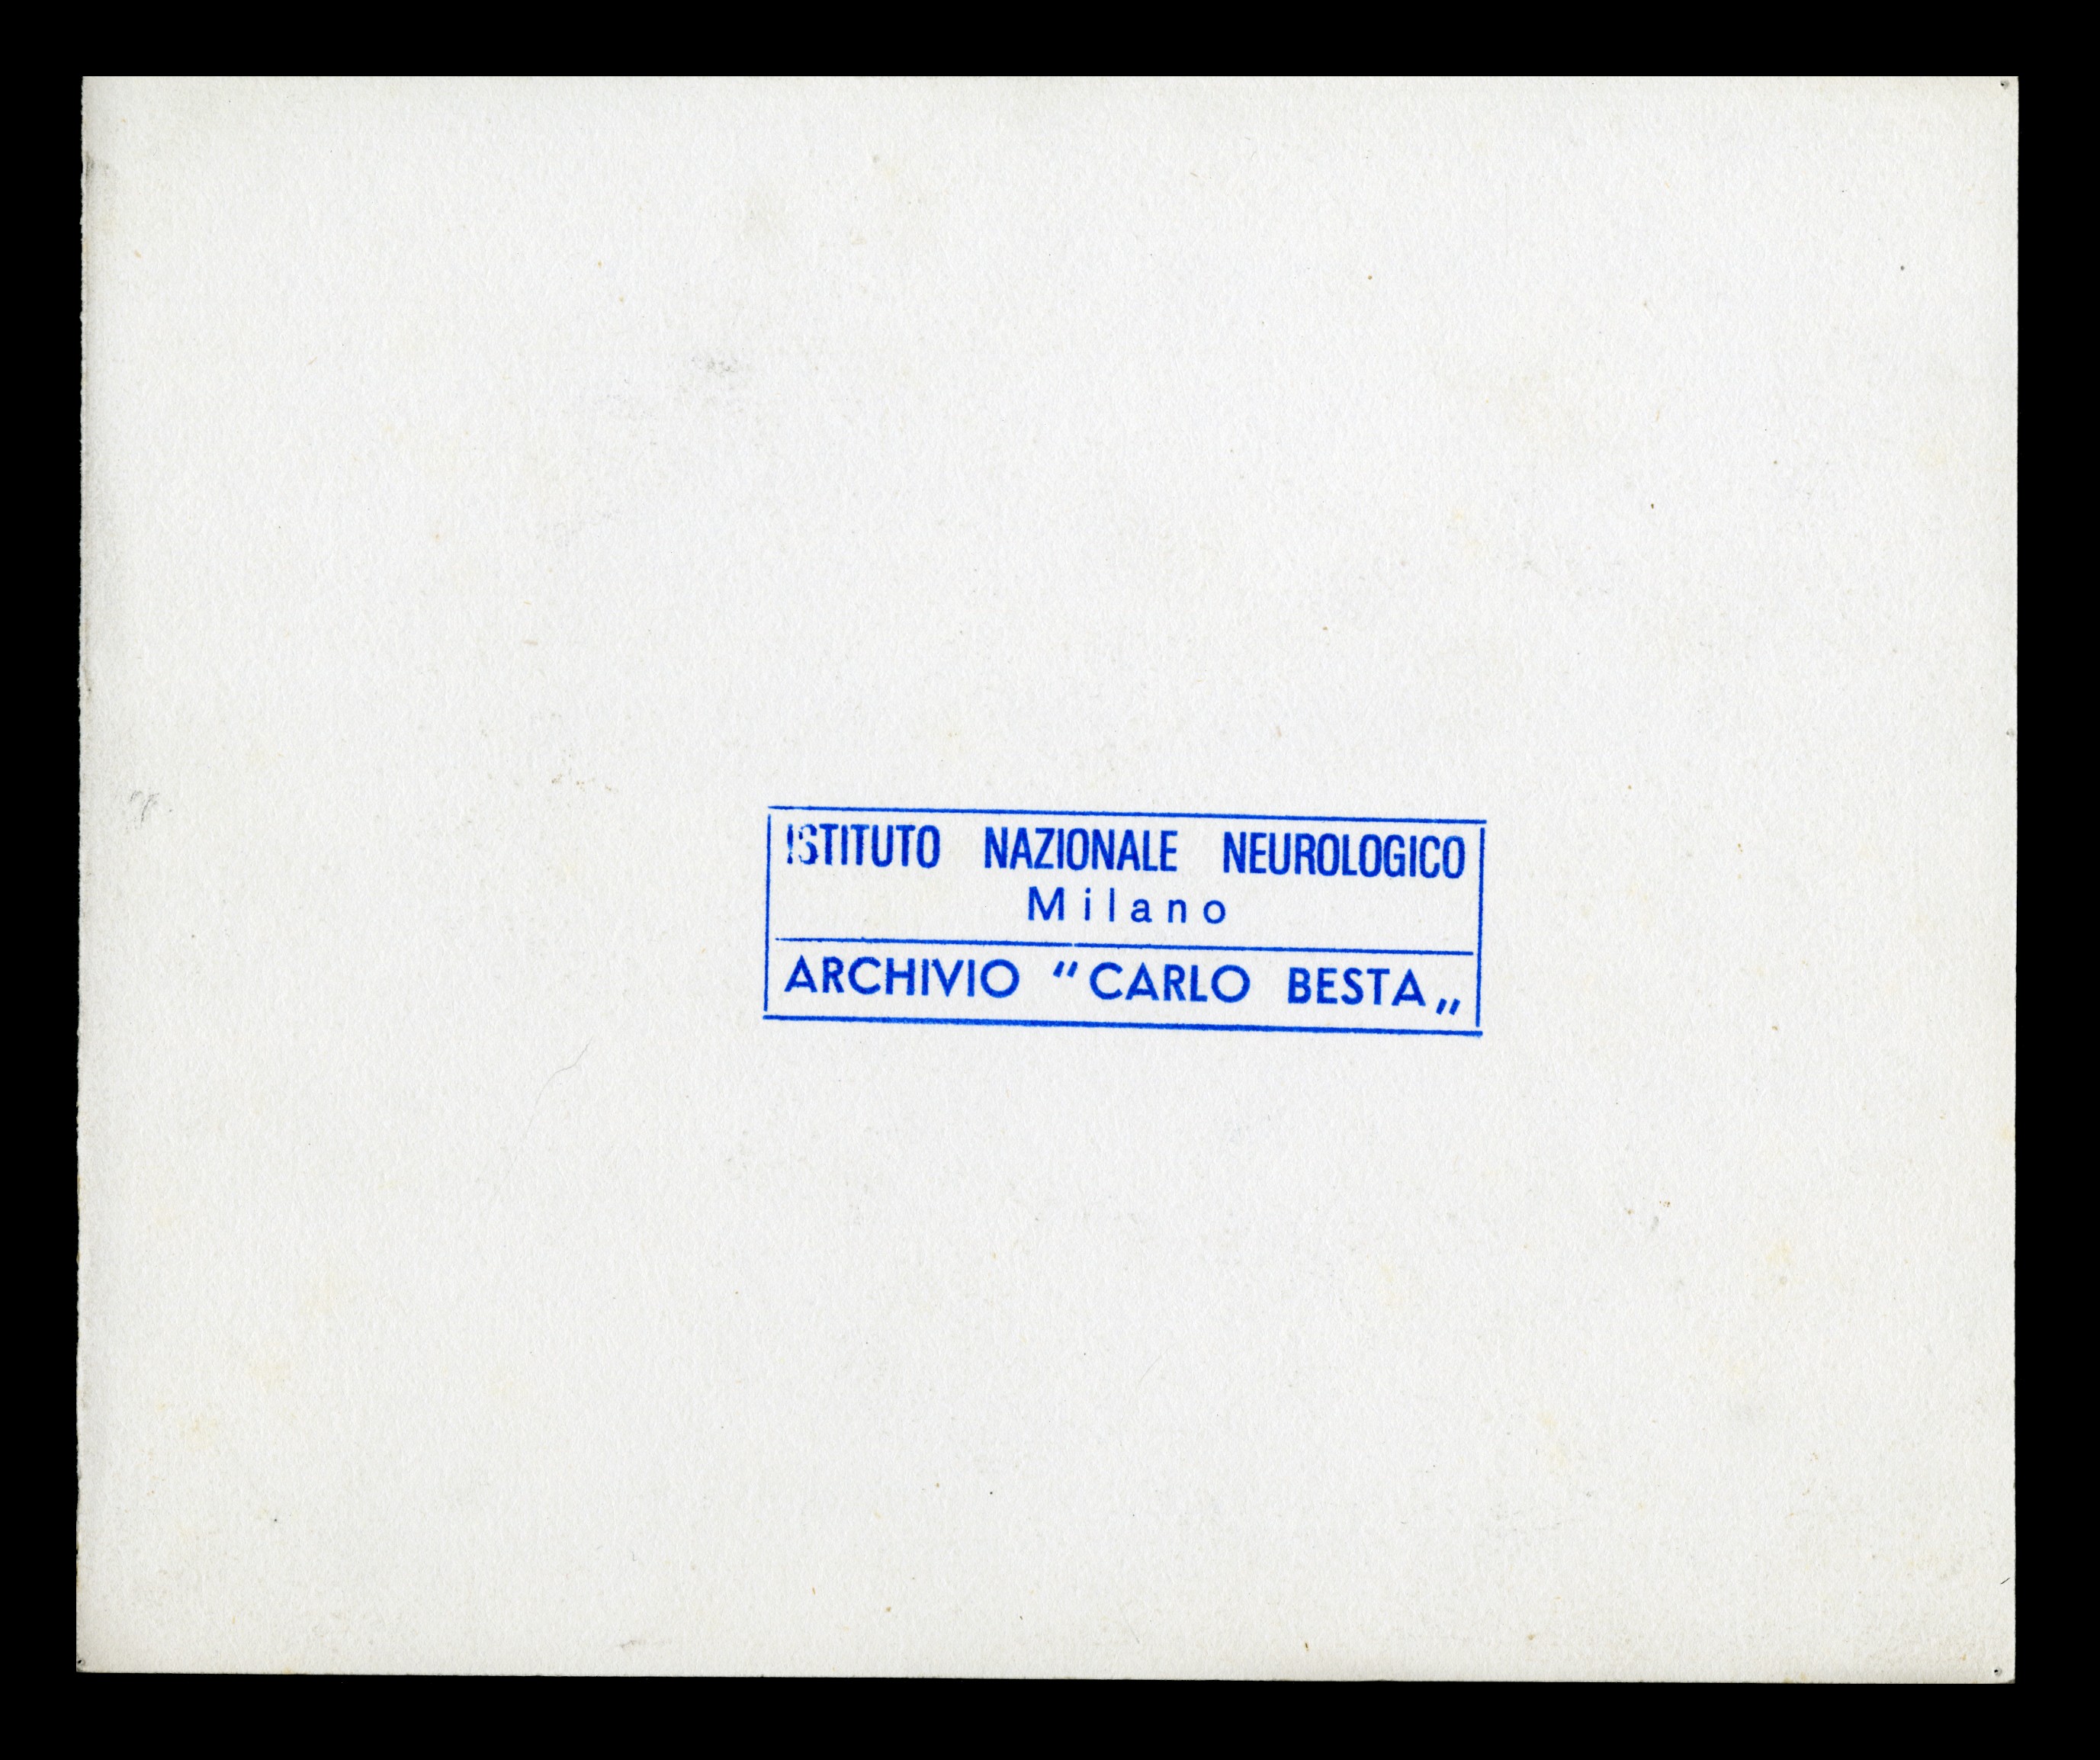 ISTITUTO NAZIONALE NEUROLOGICO
Milano
ARCHIVIO “CARLO BESTA„